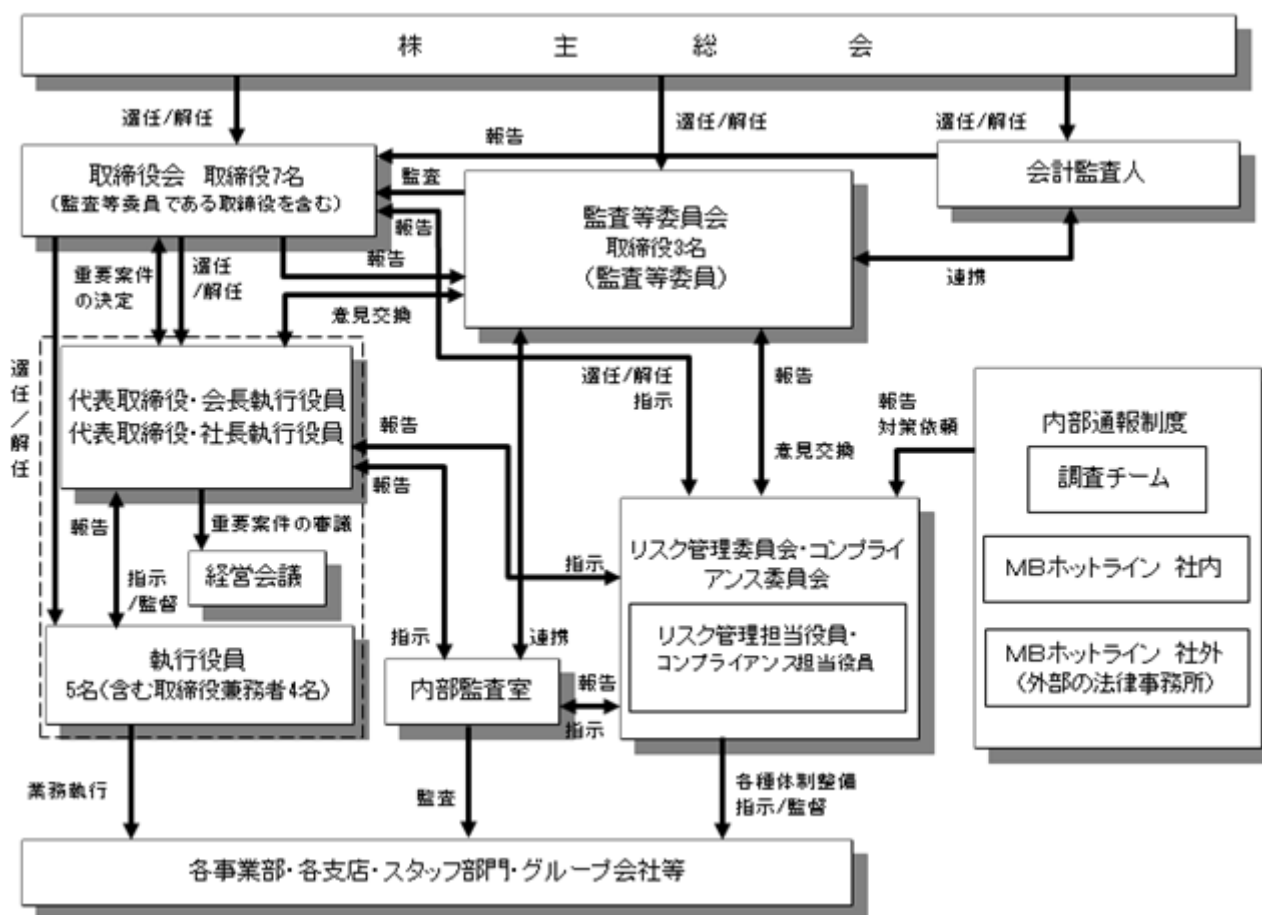 株主総会
選任/解任
選任/解任
選任/解任
報告
取締役会 取締役7名
(監査等委員である取締役を含む)
監査
報告
監査等委員会
取締役3名
(監査等委員)
会計監査人
連携
重要案件
の決定
選任
/解任
報告
意見交換
選任/解任
代表取締役・会長執行役員
代表取締役・社長執行役員
報告
報告
選任/解任
指示
報告
意見交換
報告
対策依頼
内部通報制度
調査チーム
MBホットライン 社内
MBホットライン 社外
(外部の法律事務所)
重要案件の審議
経営会議
報告
指示
/監督
指示
リスク管理委員会・コンプライ
アンス委員会
リスク管理担当役員・
コンプライアンス担当役員
執行役員
5名(含む取締役兼務者4名)
指示
連携
内部監査室
報告
指示
業務執行
監査
各種体制整備
指示/監督
各事業部・各支店・スタッフ部門・グループ会社等